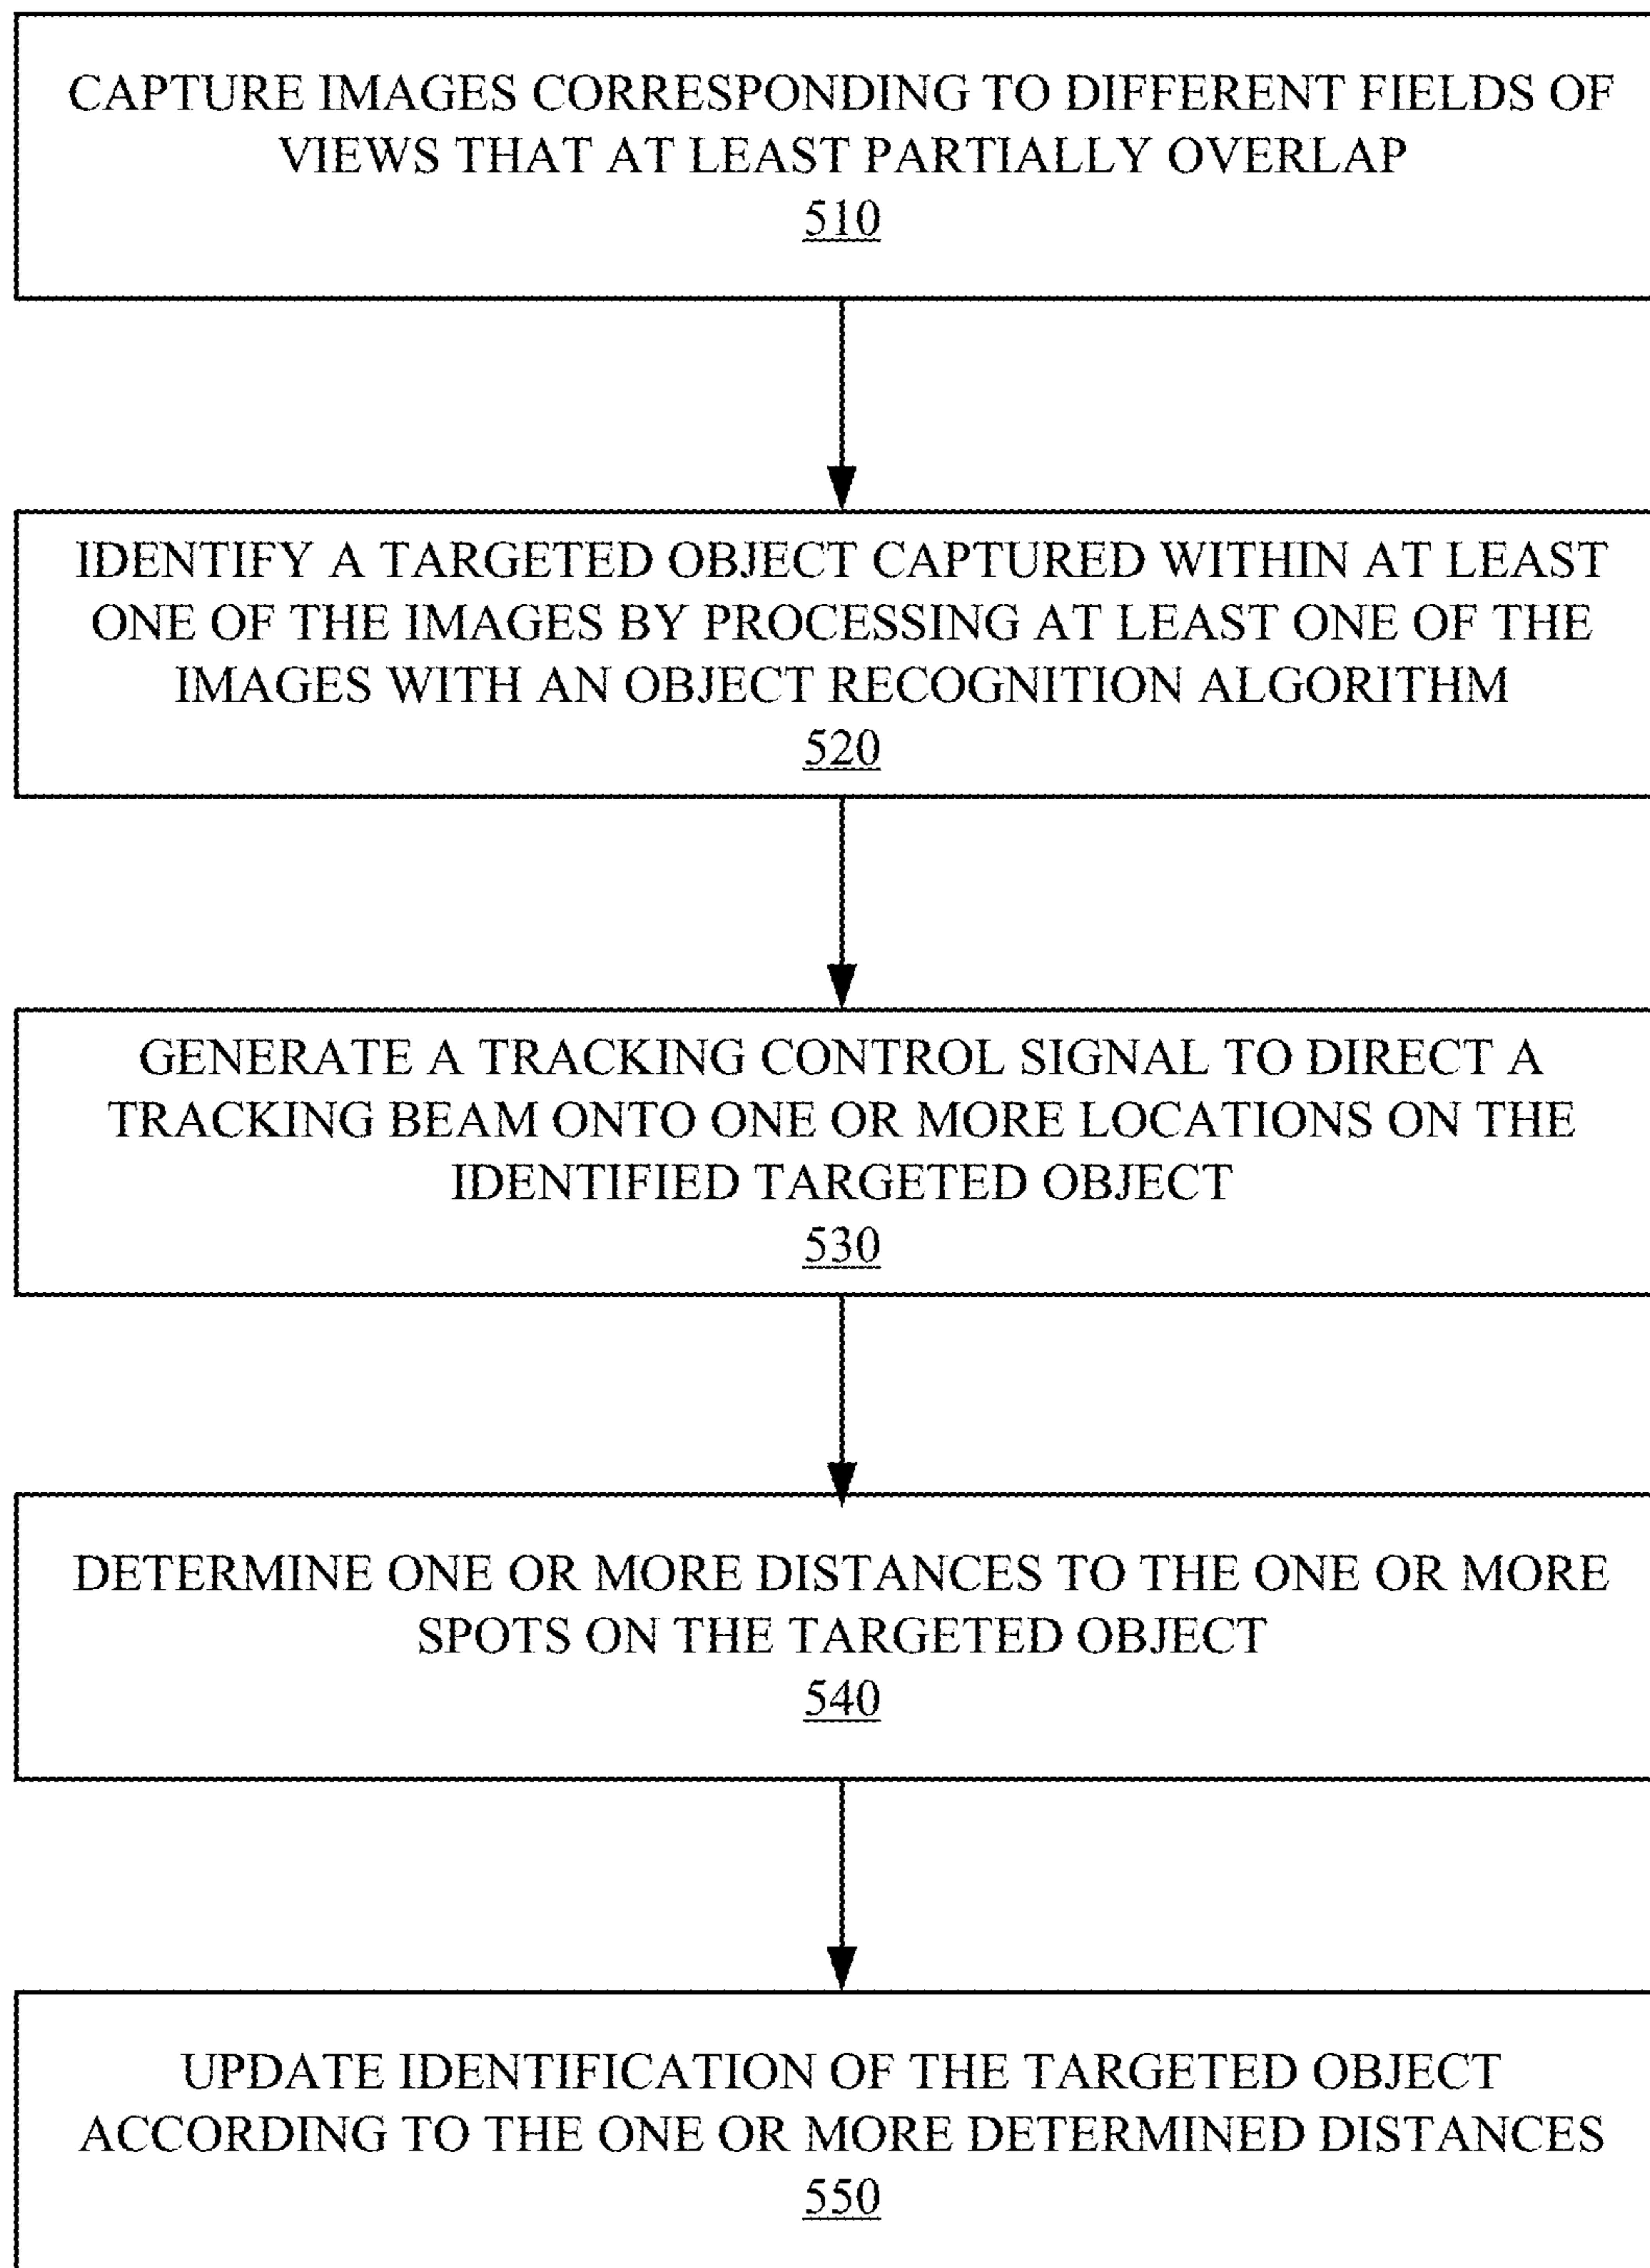 CAPTURE IMAGES CORRESPONDING TO DIFFERENT FIELDS OF
VIEWS THAT AT LEAST PARTIALLY OVERLAP
510
IDENTIFY A TARGETED OBJECT CAPTURED WITHIN AT LEAST
ONE OF THE IMAGES BY PROCESSING AT LEAST ONE OF THE
IMAGES WITH AN OBJECT RECOGNITION ALGORITHM
520
GENERATE A TRACKING CONTROL SIGNAL TO DIRECT A
TRACKING BEAM ONTO ONE OR MORE LOCATIONS ON THE
IDENTIFIED TARGETED OBJECT
530
DETERMINE ONE OR MORE DISTANCES TO THE ONE OR MORE
SPOTS ON THE TARGETED OBJECT
540
UPDATE IDENTIFICATION OF THE TARGETED OBJECT
ACCORDING TO THE ONE OR MORE DETERMINED DISTANCES
550